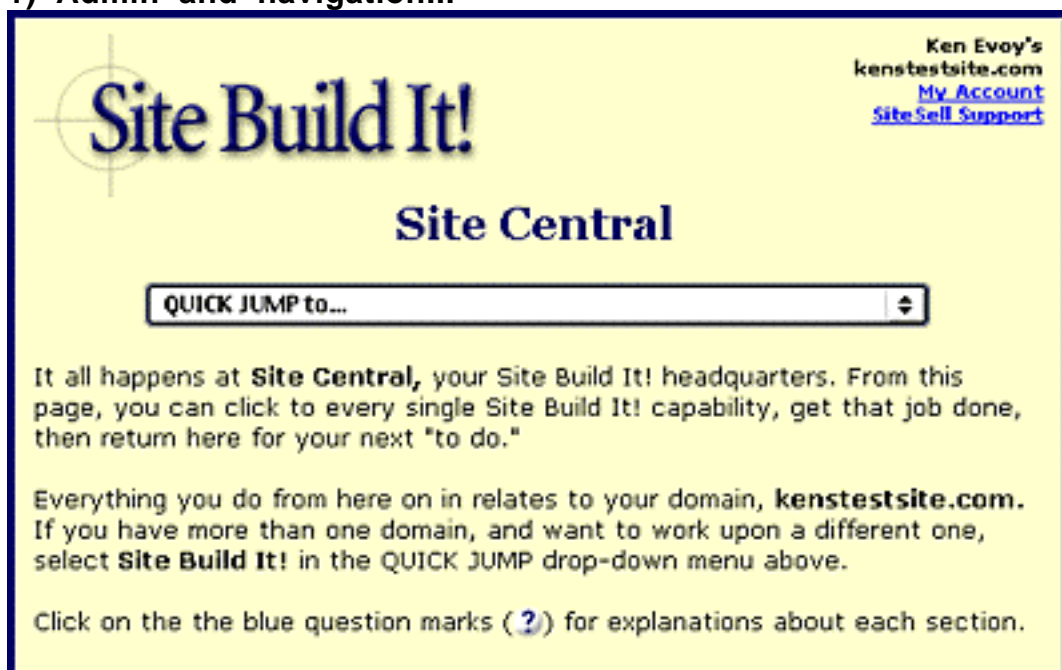 1) Admin and navigation...
Ken Evoy's
kenstestsite.com
My Account
SiteSell Support
Site Build It!
Site Central
QUICK JUMP to...
It all happens at Site Central, your Site Build It! headquarters. From this
page, you can click to every single Site Build It! capability, get that job done,
then return here for your next "to do."
Everything you do from here on in relates to your domain, kenstestsite.com.
If you have more than one domain, and want to work upon a different one,
select Site Build It! in the QUICK JUMP drop-down menu above.
Click on the the blue question marks (?) for explanations about each section.